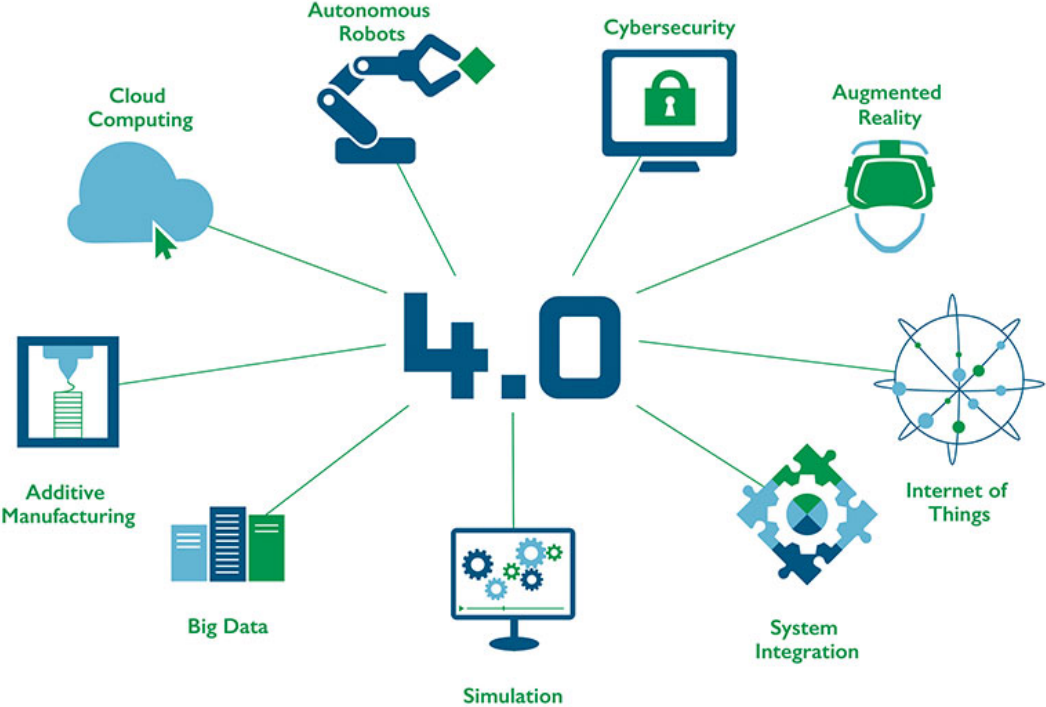 Autonomous
Robots
Cybersecurity
Cloud
Computing
Augmented
Reality
4.0
Additive
Manufacturing
Internet of
Things
Big Data
System
Integration
Simulation